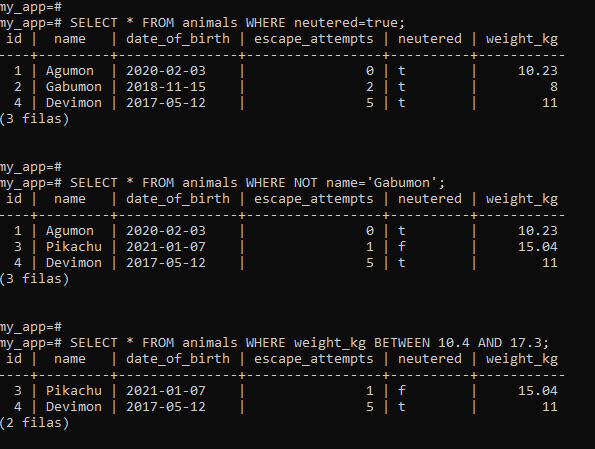 my_app=#
my_app=# SELECT * FROM animals WHERE neutered=true;
 id |  name   | date_of_birth | escape_attempts | neutered | weight_kg
----+---------+---------------+-----------------+----------+-----------
  1 | Agumon  | 2020-02-03    |               0 | t        |     10.23
  2 | Gabumon | 2018-11-15    |               2 | t        |         8
  4 | Devimon | 2017-05-12    |               5 | t        |        11
(3 filas)
my_app=#
my_app=# SELECT * FROM animals WHERE NOT name='Gabumon';
 id |  name   | date_of_birth | escape_attempts | neutered | weight_kg
----+---------+---------------+-----------------+----------+-----------
  1 | Agumon  | 2020-02-03    |               0 | t        |     10.23
  3 | Pikachu | 2021-01-07    |               1 | f        |     15.04
  4 | Devimon | 2017-05-12    |               5 | t        |        11
(3 filas)
my_app=#
my_app=# SELECT * FROM animals WHERE weight_kg BETWEEN 10.4 AND 17.3;
 id |  name   | date_of_birth | escape_attempts | neutered | weight_kg
----+---------+---------------+-----------------+----------+-----------
  3 | Pikachu | 2021-01-07    |               1 | f        |     15.04
  4 | Devimon | 2017-05-12    |               5 | t        |        11
(2 filas)